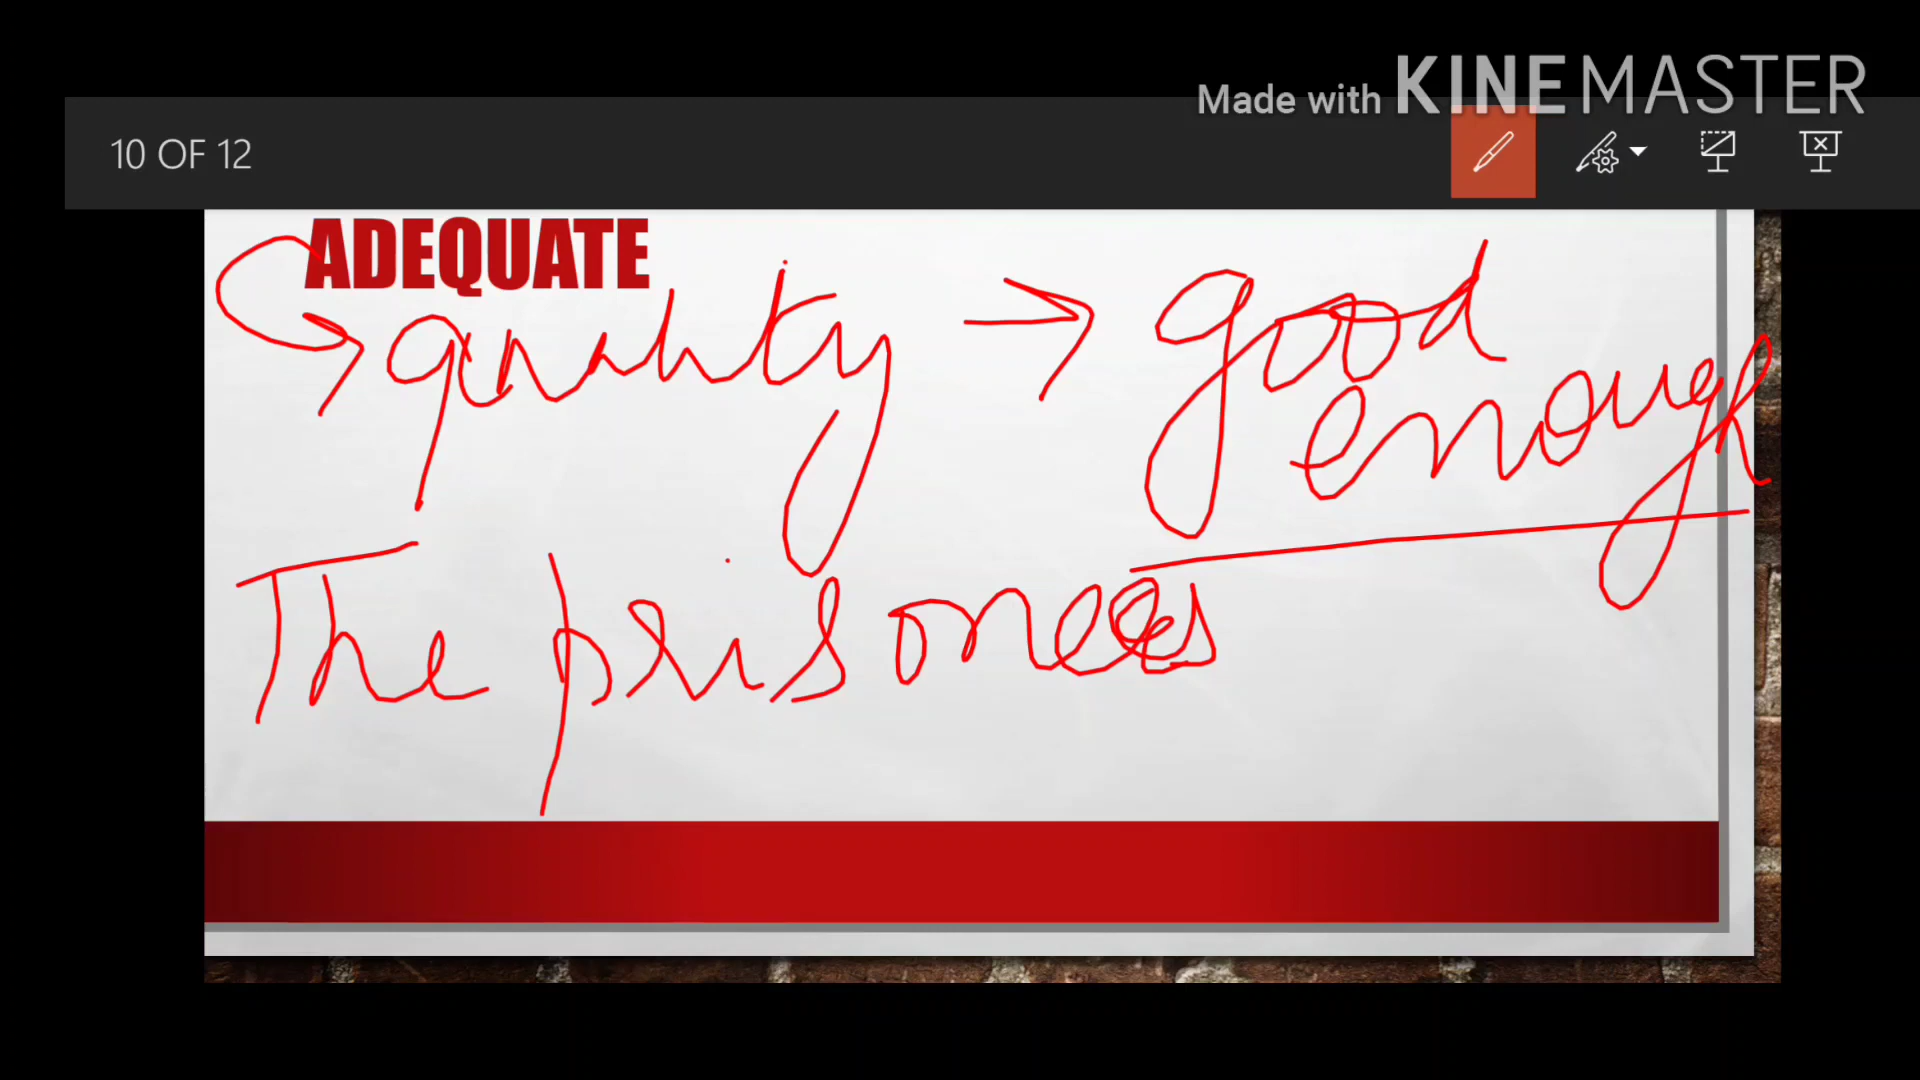 Made with KINEMASTER
10 OF 12
ADEQUATE
quality → good
enough
The prisoners